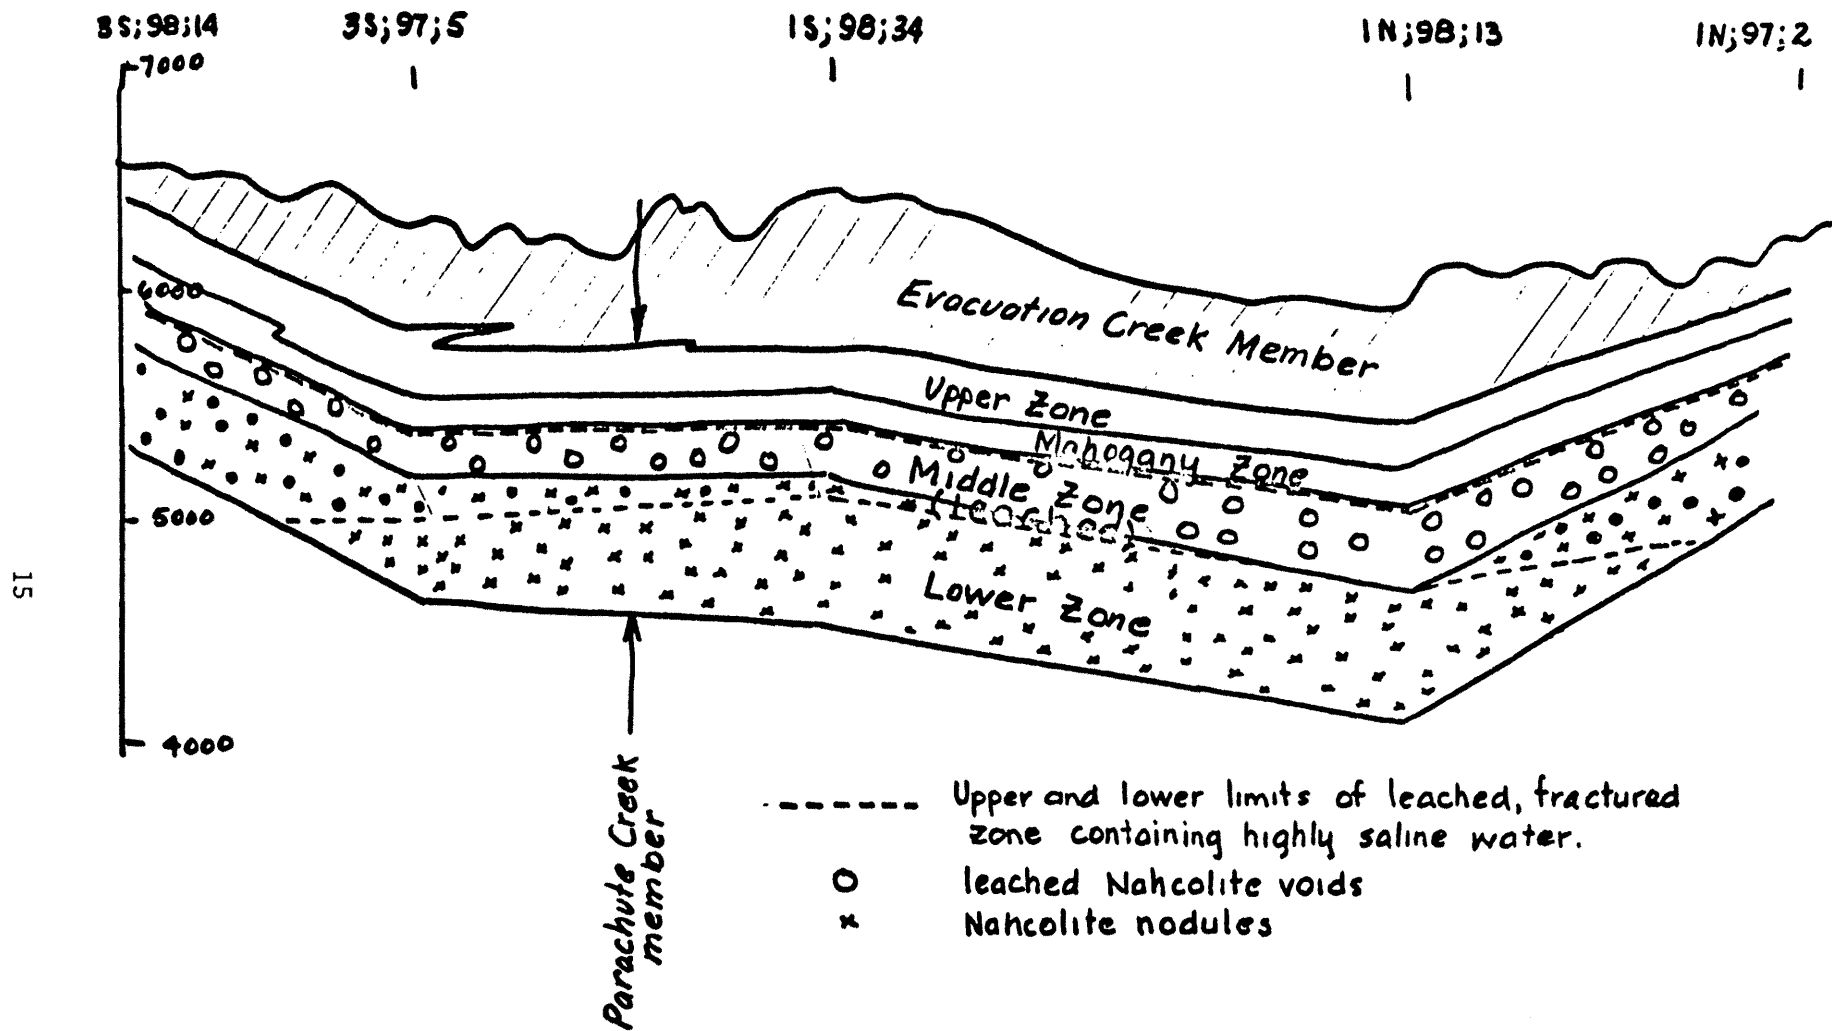 3S;98;14 3S;97;5 1S;98;34 1N;98;13 1N;97;2
7000
6000
5000
4000
Evacuation Creek Member
Upper Zone
Mahogany Zone
Middle Zone
(leached)
Lower Zone
Parachute Creek
member
Upper and lower limits of leached, fractured
zone containing highly saline water.
leached Nahcolite voids
Nahcolite nodules
15